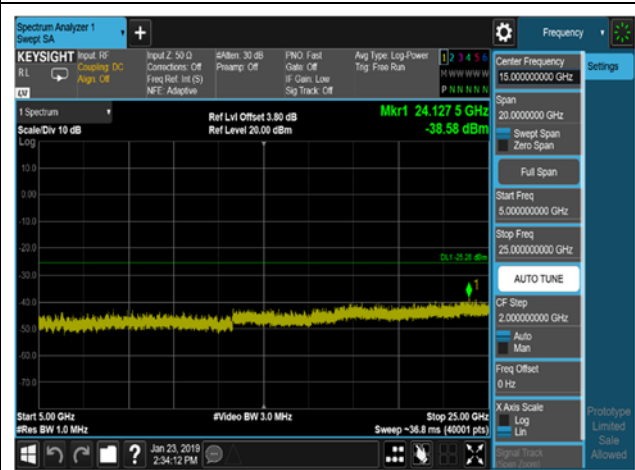 Spectrum Analyzer 1
Swept SA
Frequency
KEYSIGHT
RL
Input: RF
Coupling: DC
Align: Off
Input Z: 50 Ω
Corrections: Off
Freq Ref: Int (S)
NFE: Adaptive
#Atten: 30 dB
Preamp: Off
PNO: Fast
Gate: Off
IF Gain: Low
Sig Track: Off
Avg Type: Log-Power
Trig: Free Run
1 2 3 4 5 6
M W W W W W
P N N N N N
LXI
1 Spectrum
Scale/Div 10 dB
Ref Lvl Offset 3.80 dB
Ref Level 20.00 dBm
Mkr1 24.127 5 GHz
-38.58 dBm
Log
10.0
0.00
-10.0
-20.0
-30.0
-40.0
-50.0
-60.0
-70.0
DL1 -25.28 dBm
1
Start 5.00 GHz
#Res BW 1.0 MHz
#Video BW 3.0 MHz
Stop 25.00 GHz
Sweep ~36.8 ms (40001 pts)
Center Frequency
15.000000000 GHz
Settings
Span
20.0000000 GHz
Swept Span
Zero Span
Full Span
Start Freq
5.000000000 GHz
Stop Freq
25.000000000 GHz
AUTO TUNE
CF Step
2.000000000 GHz
Auto
Man
Freq Offset
0 Hz
X Axis Scale
Log
Lin
Signal Track
(Span Zoom)
Prototype
Limited
Sale
Allowed
?
Jan 23, 2019
2:34:12 PM